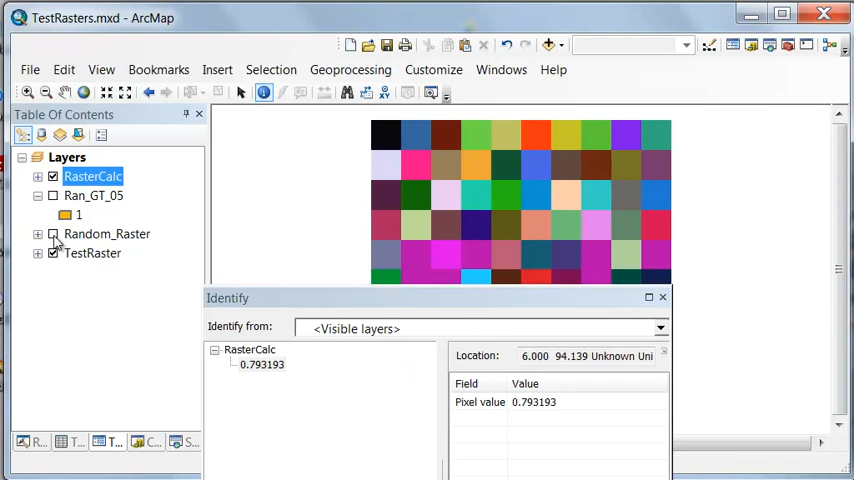 TestRasters.mxd - ArcMap
File Edit View Bookmarks Insert Selection Geoprocessing Customize Windows Help
Table Of Contents
Layers
RasterCalc
Ran_GT_05
1
Random_Raster
TestRaster
Identify
Identify from: <Visible layers>
RasterCalc
0.793193
Location: 6.000 94.139 Unknown Uni
Field Value
Pixel value 0.793193
R... T... T... C... S...